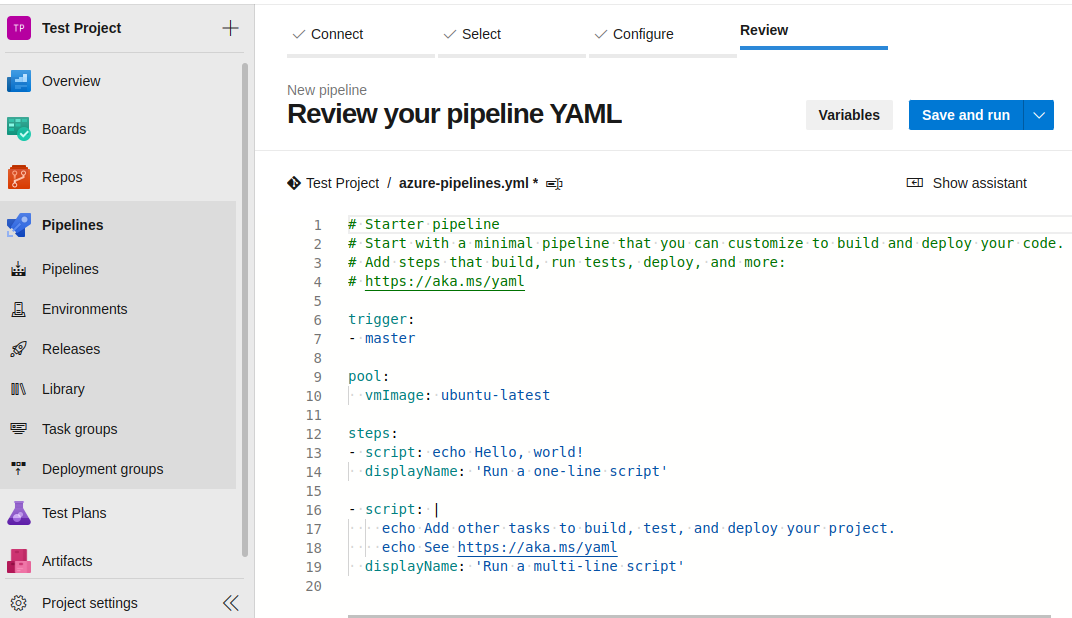 TP Test Project
Overview
Boards
Repos
Pipelines
Pipelines
Environments
Releases
Library
Task groups
Deployment groups
Test Plans
Artifacts
Project settings
Connect
Select
Configure
Review
New pipeline
Review your pipeline YAML
Variables
Save and run
Test Project / azure-pipelines.yml *
Show assistant
1 # Starter pipeline
2 # Start with a minimal pipeline that you can customize to build and deploy your code.
3 # Add steps that build, run tests, deploy, and more:
4 # https://aka.ms/yaml
5
6 trigger:
7 - master
8
9 pool:
10   vmImage: ubuntu-latest
11
12 steps:
13 - script: echo Hello, world!
14   displayName: 'Run a one-line script'
15
16 - script: |
17     echo Add other tasks to build, test, and deploy your project.
18     echo See https://aka.ms/yaml
19   displayName: 'Run a multi-line script'
20